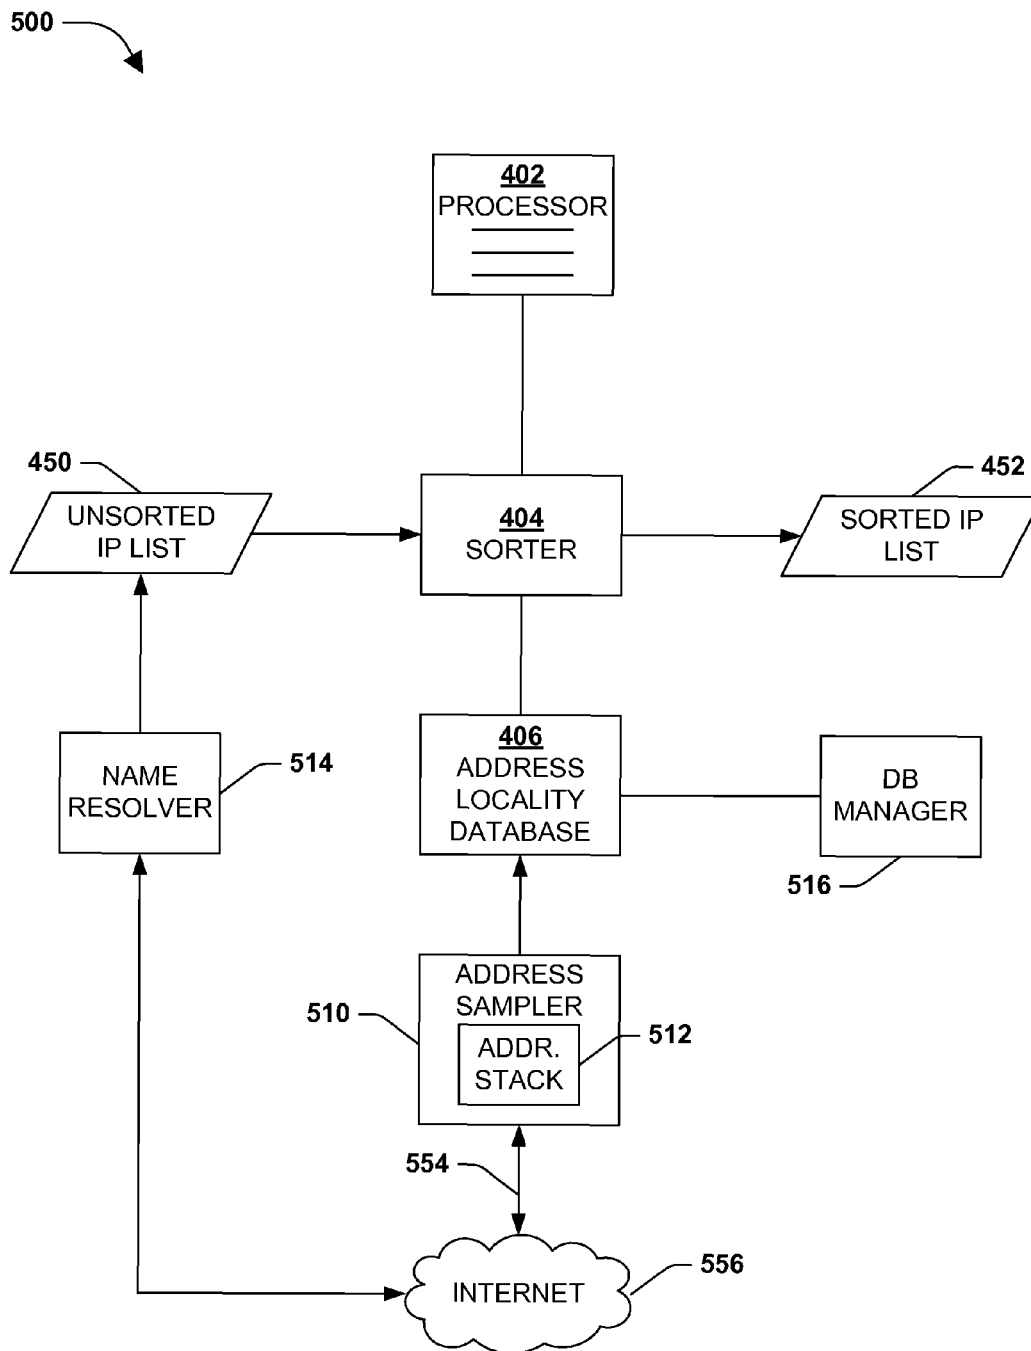 500
402
PROCESSOR
450
452
UNSORTED
IP LIST
404
SORTER
SORTED IP
LIST
NAME
RESOLVER
514
406
ADDRESS
LOCALITY
DATABASE
DB
MANAGER
516
ADDRESS
SAMPLER
510
512
ADDR.
STACK
554
INTERNET
556